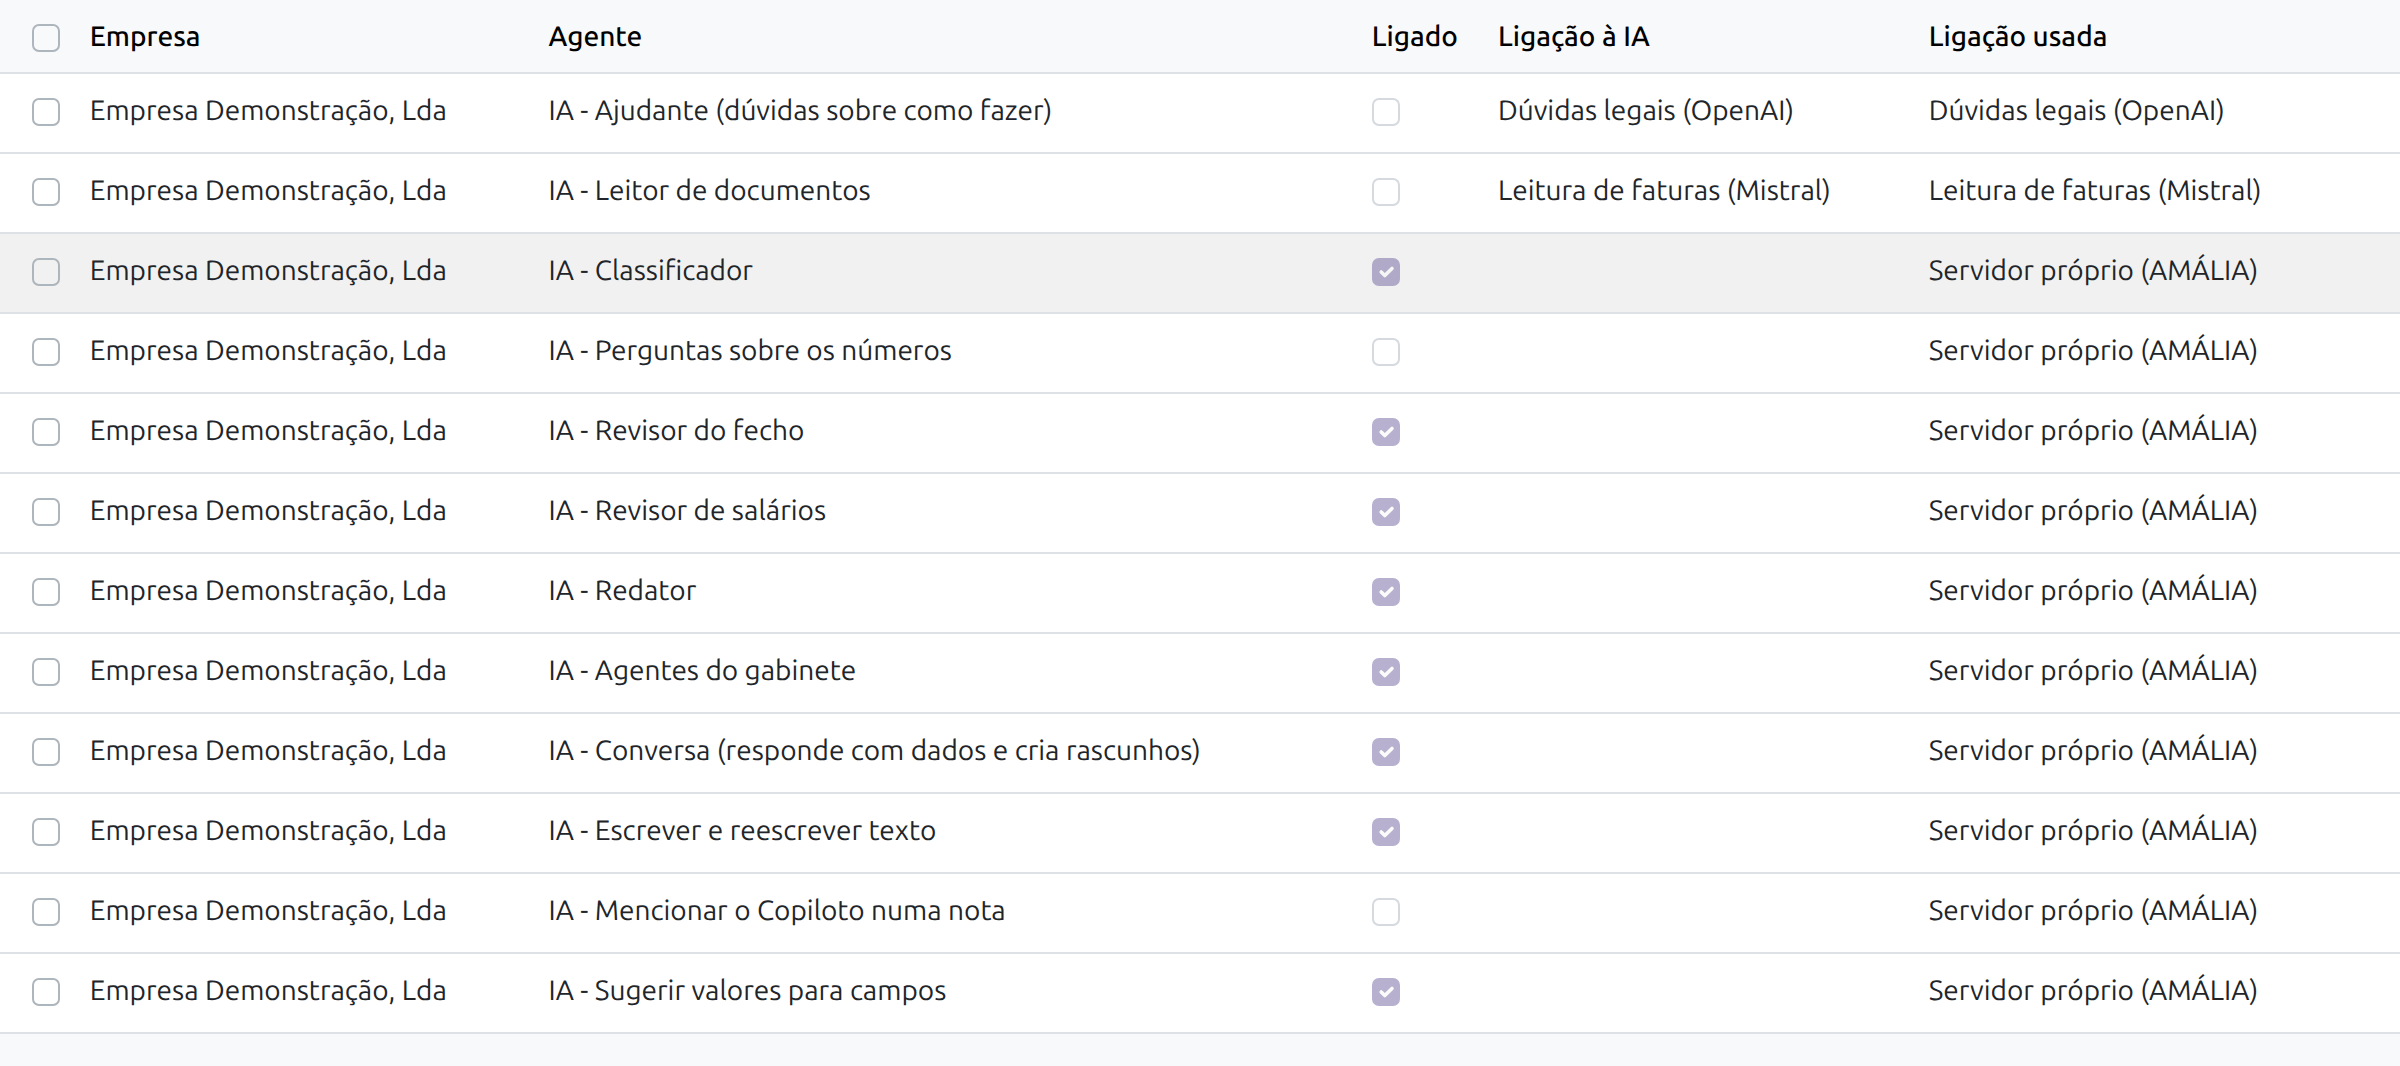 Empresa Agente Ligado Ligação à IA Ligação usada
Empresa Demonstração, Lda IA - Ajudante (dúvidas sobre como fazer) Dúvidas legais (OpenAI) Dúvidas legais (OpenAI)
Empresa Demonstração, Lda IA - Leitor de documentos Leitura de faturas (Mistral) Leitura de faturas (Mistral)
Empresa Demonstração, Lda IA - Classificador Servidor próprio (AMÁLIA)
Empresa Demonstração, Lda IA - Perguntas sobre os números Servidor próprio (AMÁLIA)
Empresa Demonstração, Lda IA - Revisor do fecho Servidor próprio (AMÁLIA)
Empresa Demonstração, Lda IA - Revisor de salários Servidor próprio (AMÁLIA)
Empresa Demonstração, Lda IA - Redator Servidor próprio (AMÁLIA)
Empresa Demonstração, Lda IA - Agentes do gabinete Servidor próprio (AMÁLIA)
Empresa Demonstração, Lda IA - Conversa (responde com dados e cria rascunhos) Servidor próprio (AMÁLIA)
Empresa Demonstração, Lda IA - Escrever e reescrever texto Servidor próprio (AMÁLIA)
Empresa Demonstração, Lda IA - Mencionar o Copiloto numa nota Servidor próprio (AMÁLIA)
Empresa Demonstração, Lda IA - Sugerir valores para campos Servidor próprio (AMÁLIA)